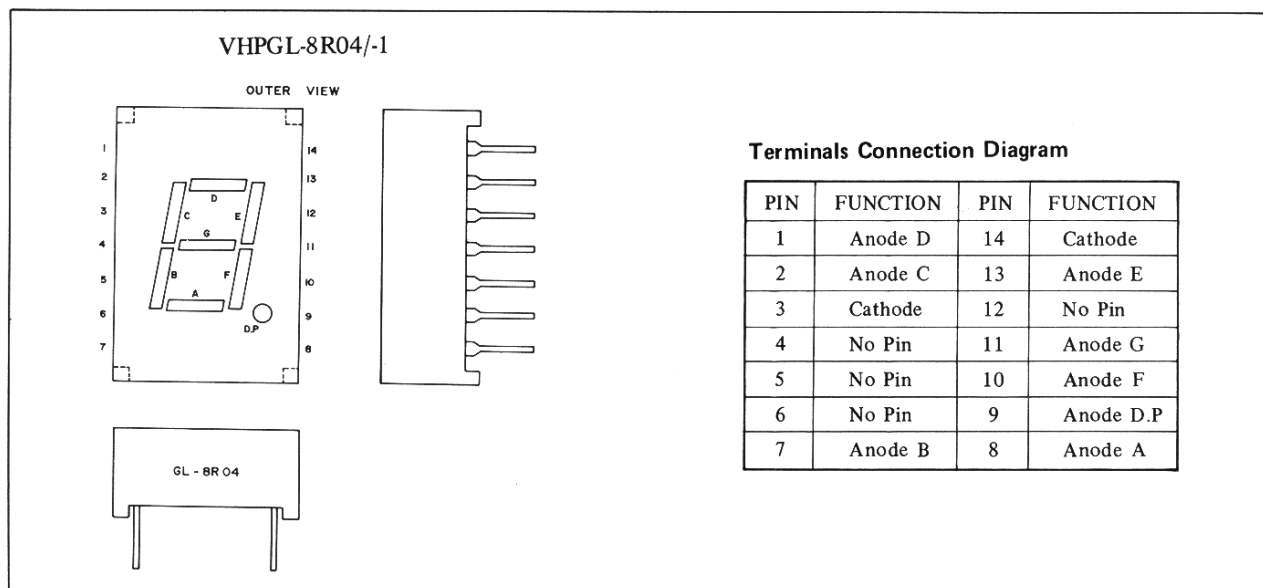 VHPGL-8R04/-1
OUTER VIEW
1
2
3
4
5
6
7
14
13
12
11
10
9
8
D
C
E
G
B
F
A
D.P
GL - 8R04
Terminals Connection Diagram
PIN FUNCTION PIN FUNCTION
1 Anode D 14 Cathode
2 Anode C 13 Anode E
3 Cathode 12 No Pin
4 No Pin 11 Anode G
5 No Pin 10 Anode F
6 No Pin 9 Anode D.P
7 Anode B 8 Anode A